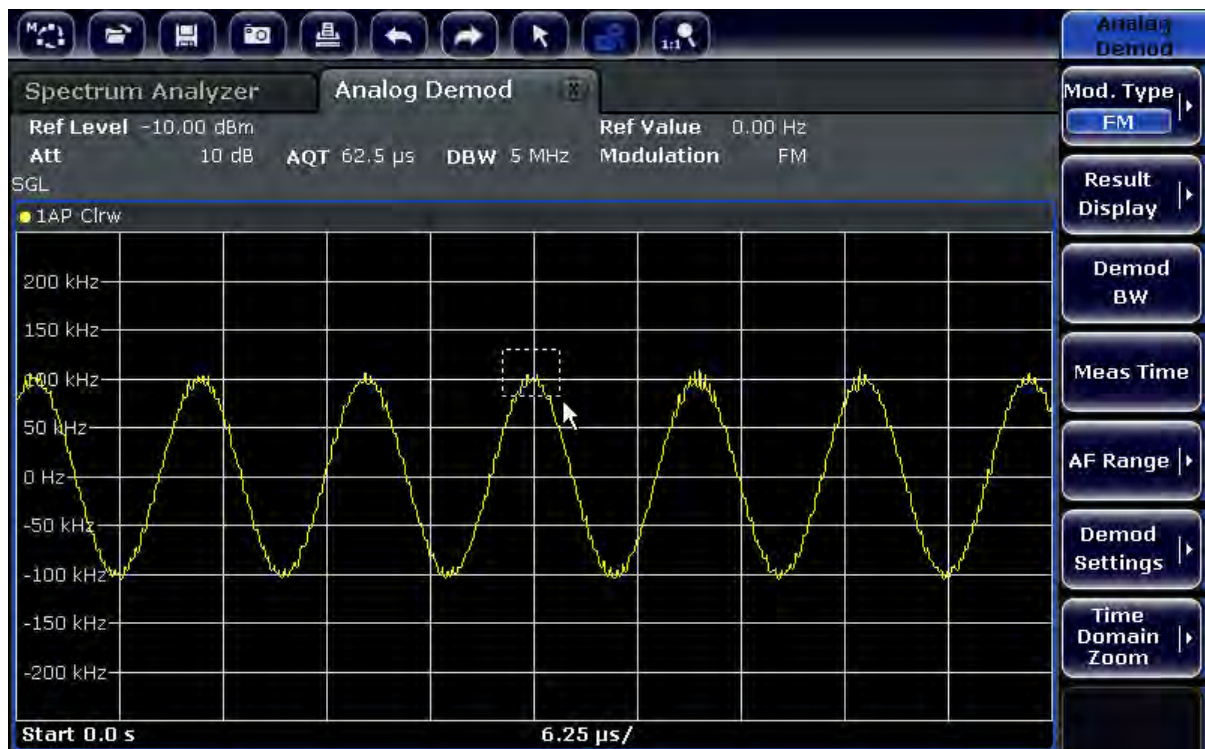 M
1:1
Analog Demod
Spectrum Analyzer
Analog Demod
x
Ref Level -10.00 dBm
Ref Value 0.00 Hz
Att 10 dB AQT 62.5 µs DBW 5 MHz Modulation FM
SGL
1AP Clrw
200 kHz
150 kHz
100 kHz
50 kHz
0 Hz
-50 kHz
-100 kHz
-150 kHz
-200 kHz
Start 0.0 s
6.25 µs/
Mod. Type
FM
Result
Display
Demod
BW
Meas Time
AF Range
Demod
Settings
Time
Domain
Zoom